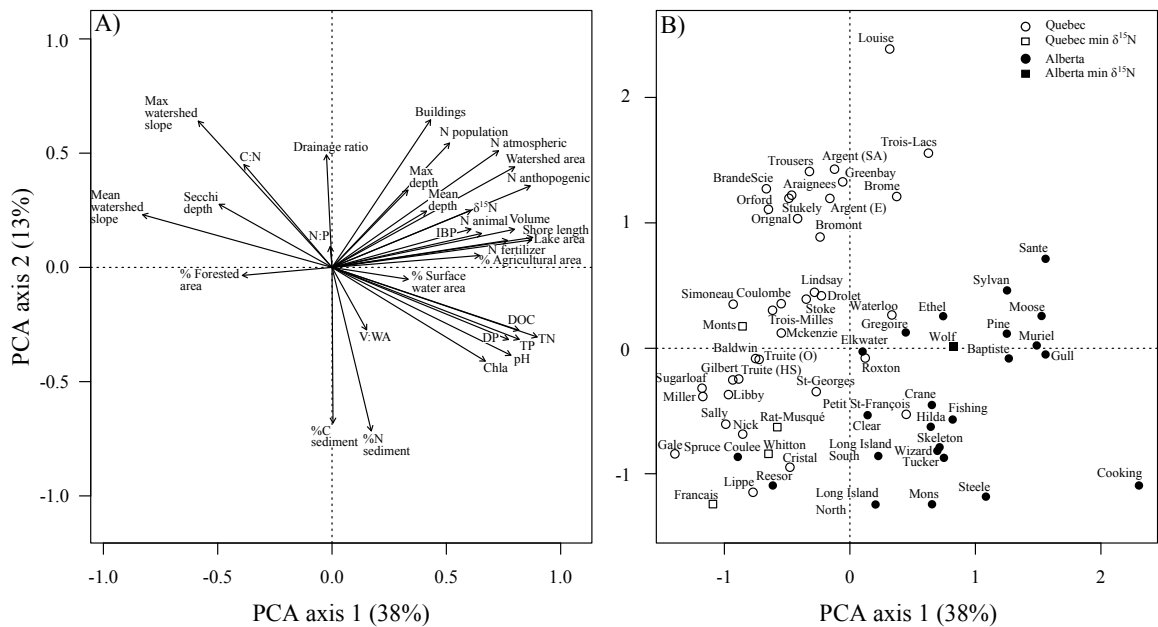 A)
PCA axis 2 (13%)
1.0
0.5
0.0
-0.5
-1.0
-1.0
-0.5
0.0
0.5
1.0
PCA axis 1 (38%)
Max
watershed
slope
C:N
Mean
watershed
slope
Secchi
depth
Drainage ratio
N:P
% Forested
area
Buildings
N population
N atmospheric
Watershed area
N anthopogenic
Max
depth
Mean
depth
δ15N
N animal
Volume
IBP
Shore length
Lake area
N fertilizer
% Agricultural area
% Surface
water area
V:WA
DOC
DP
TN
TP
pH
Chla
%C
sediment
%N
sediment
B)
Quebec
Quebec min δ15N
Alberta
Alberta min δ15N
2
1
0
-1
-1
0
1
2
PCA axis 1 (38%)
Louise
Trois-Lacs
Trousers
Argent (SA)
Greenbay
BrandeScie
Araignees
Brome
Orford
Stukely
Argent (E)
Orignal
Bromont
Sante
Sylvan
Lindsay
Simoneau
Coulombe
Drolet
Stoke
Waterloo
Ethel
Moose
Trois-Milles
Gregoire
Monts
Mckenzie
Pine
Wolf
Muriel
Elkwater
Baptiste
Gull
Baldwin
Truite (O)
Roxton
Gilbert
Truite (HS)
Sugarloaf
St-Georges
Miller
Libby
Crane
Petit St-François
Fishing
Sally
Rat-Musqué
Hilda
Nick
Clear
Skeleton
Gale
Spruce Coulee
Whitton
Long Island
South
Wizard
Cristal
Tucker
Cooking
Lippe
Reesor
Steele
Francais
Long Island
North
Mons